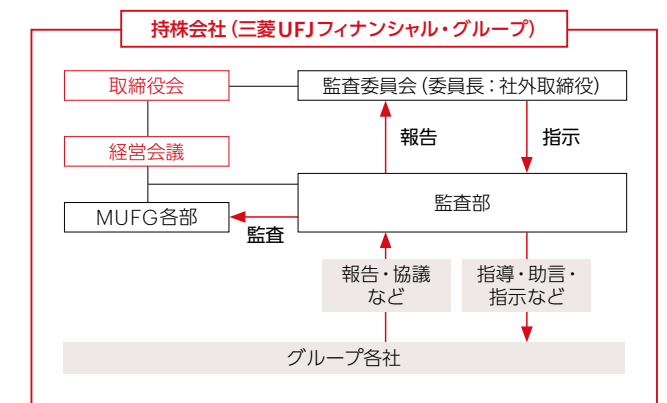 持株会社(三菱UFJフィナンシャル・グループ)
取締役会
監査委員会(委員長:社外取締役)
報告
指示
経営会議
監査部
MUFG各部
監査
報告・協議
など
指導・助言・
指示など
グループ各社